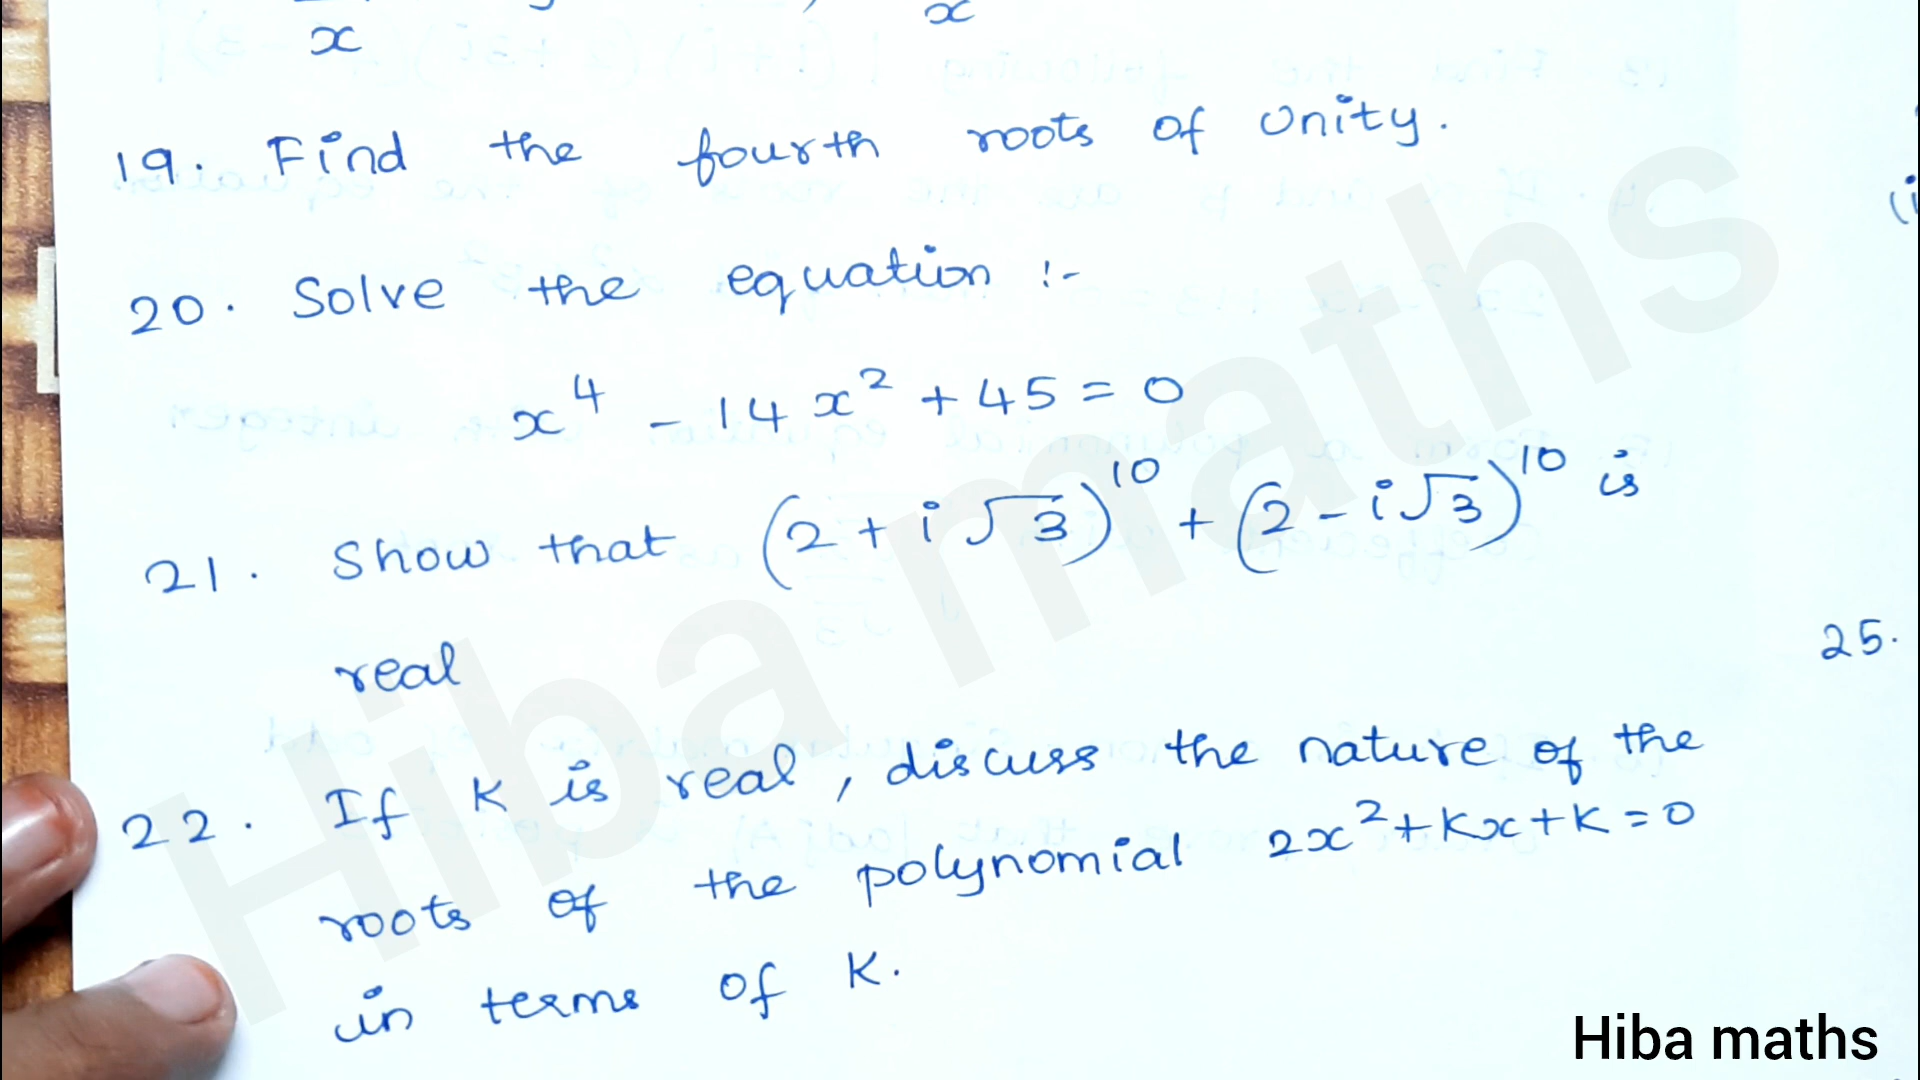 x x
19. Find the fourth roots of unity.
20. Solve the equation :-
x⁴ - 14x² + 45 = 0
21. Show that (2 + i√3)¹⁰ + (2 - i√3)¹⁰ is
real
25.
22. If K is real, discuss the nature of the
roots of the polynomial 2x² + Kx + K = 0
in terms of K.
Hiba maths
Hiba maths